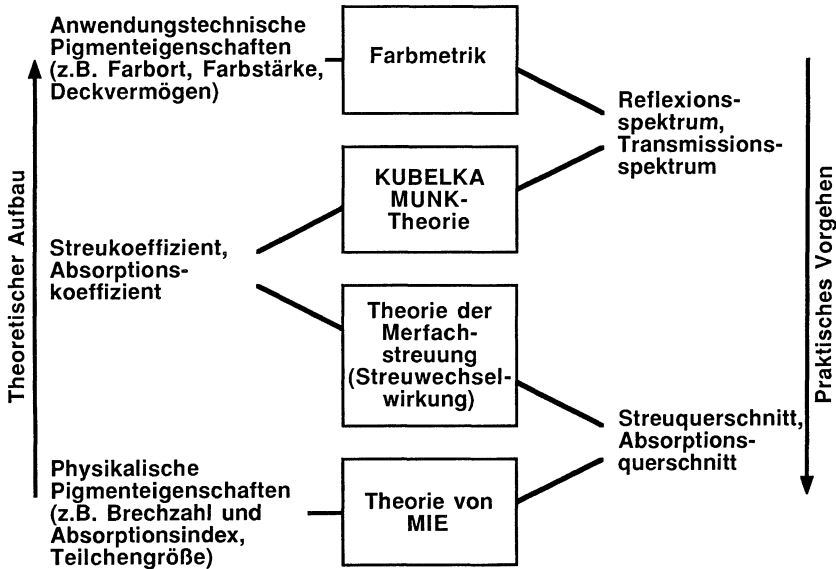 Anwendungstechnische
Pigmenteigenschaften
(z.B. Farbort, Farbstärke,
Deckvermögen)
Farbmetrik
Reflexions-
spektrum,
Transmissions-
spektrum
KUBELKA
MUNK-
Theorie
Streukoeffizient,
Absorptions-
koeffizient
Theorie der
Merfach-
streuung
(Streuwechsel-
wirkung)
Streuquerschnitt,
Absorptions-
querschnitt
Physikalische
Pigmenteigenschaften
(z.B. Brechzahl und
Absorptionsindex,
Teilchengröße)
Theorie von
MIE
Theoretischer Aufbau
Praktisches Vorgehen